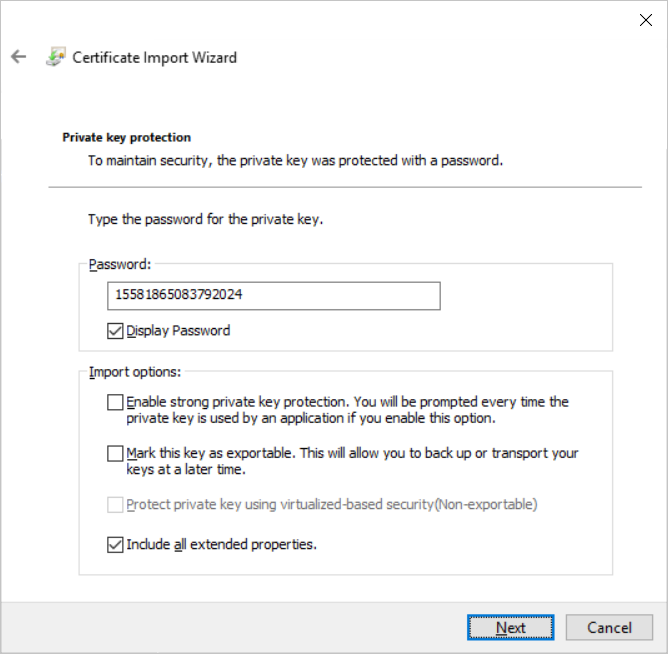 Certificate Import Wizard
Private key protection
To maintain security, the private key was protected with a password.
Type the password for the private key.
Password:
15581865083792024
Display Password
Import options:
Enable strong private key protection. You will be prompted every time the
private key is used by an application if you enable this option.
Mark this key as exportable. This will allow you to back up or transport your
keys at a later time.
Protect private key using virtualized-based security(Non-exportable)
Include all extended properties.
Next
Cancel